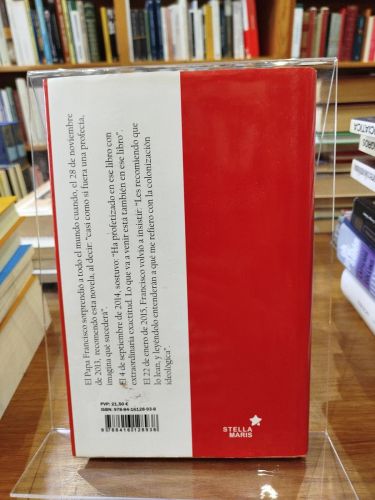 El Papa Francisco sorprendió a todo el mundo cuando, el 28 de noviembre
de 2013, recomendó esta novela, al decir: "casi como si fuera una profecía,
imagina qué sucederá".
El 4 de septiembre de 2014, sostuvo: "Ha profetizado en ese libro con
extraordinaria exactitud. Lo que va a venir está también en ese libro".
El 22 de enero de 2015, Francisco volvió a insistir: "Les recomiendo que
lo lean, y leyéndolo entenderán a qué me refiero con la colonización
ideológica".
PVP: 21,50 €
ISBN: 978-84-16128-93-8
9788416128938
STELLA
MARIS